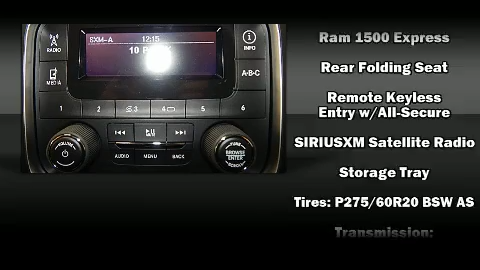 RADIO
SXM-A 12:15
10 P
INFO
MEDIA
A-B-C
1 2 3 4 5 6
VOLUME
AUDIO MENU BACK
TUNE
BROWSE
ENTER
Ram 1500 Express
Rear Folding Seat
Remote Keyless
Entry w/All-Secure
SIRIUSXM Satellite Radio
Storage Tray
Tires: P275/60R20 BSW AS
Transmission: